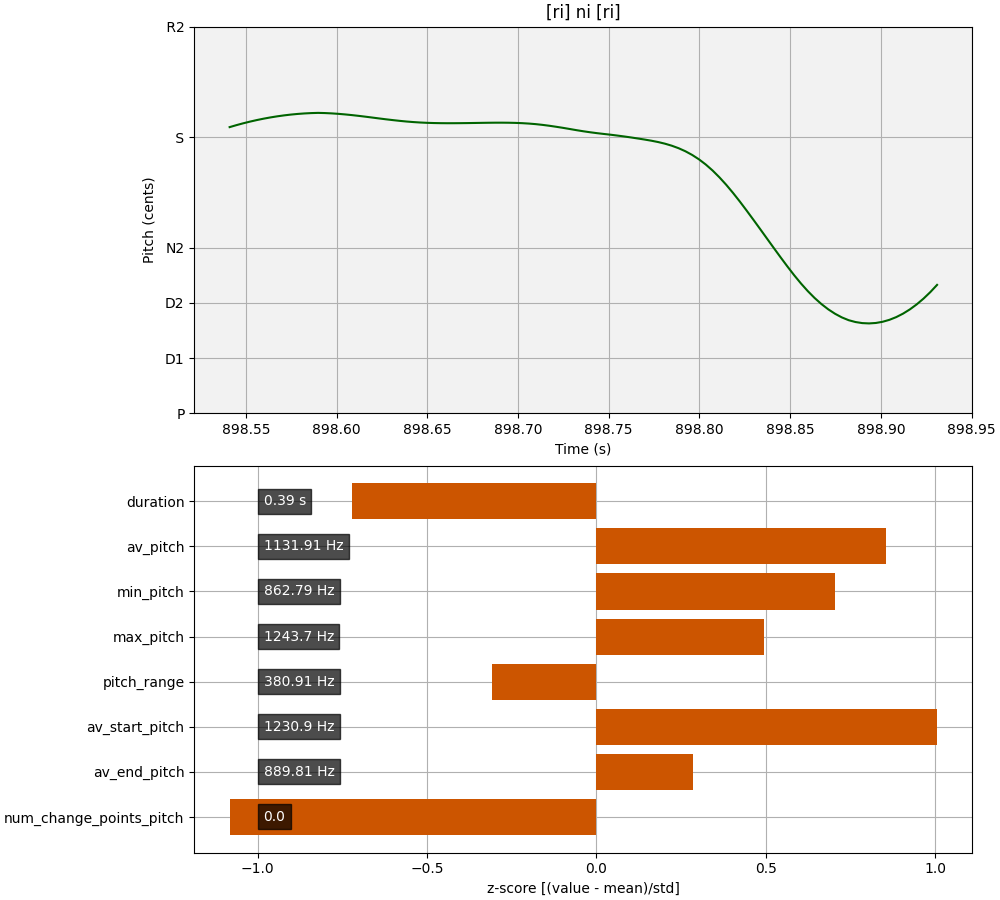 [ri] ni [ri]
R2
S
N2
D2
D1
P
Pitch (cents)
898.55 898.60 898.65 898.70 898.75 898.80 898.85 898.90 898.95
Time (s)
duration 0.39 s
av_pitch 1131.91 Hz
min_pitch 862.79 Hz
max_pitch 1243.7 Hz
pitch_range 380.91 Hz
av_start_pitch 1230.9 Hz
av_end_pitch 889.81 Hz
num_change_points_pitch 0.0
−1.0 −0.5 0.0 0.5 1.0
z-score [(value - mean)/std]